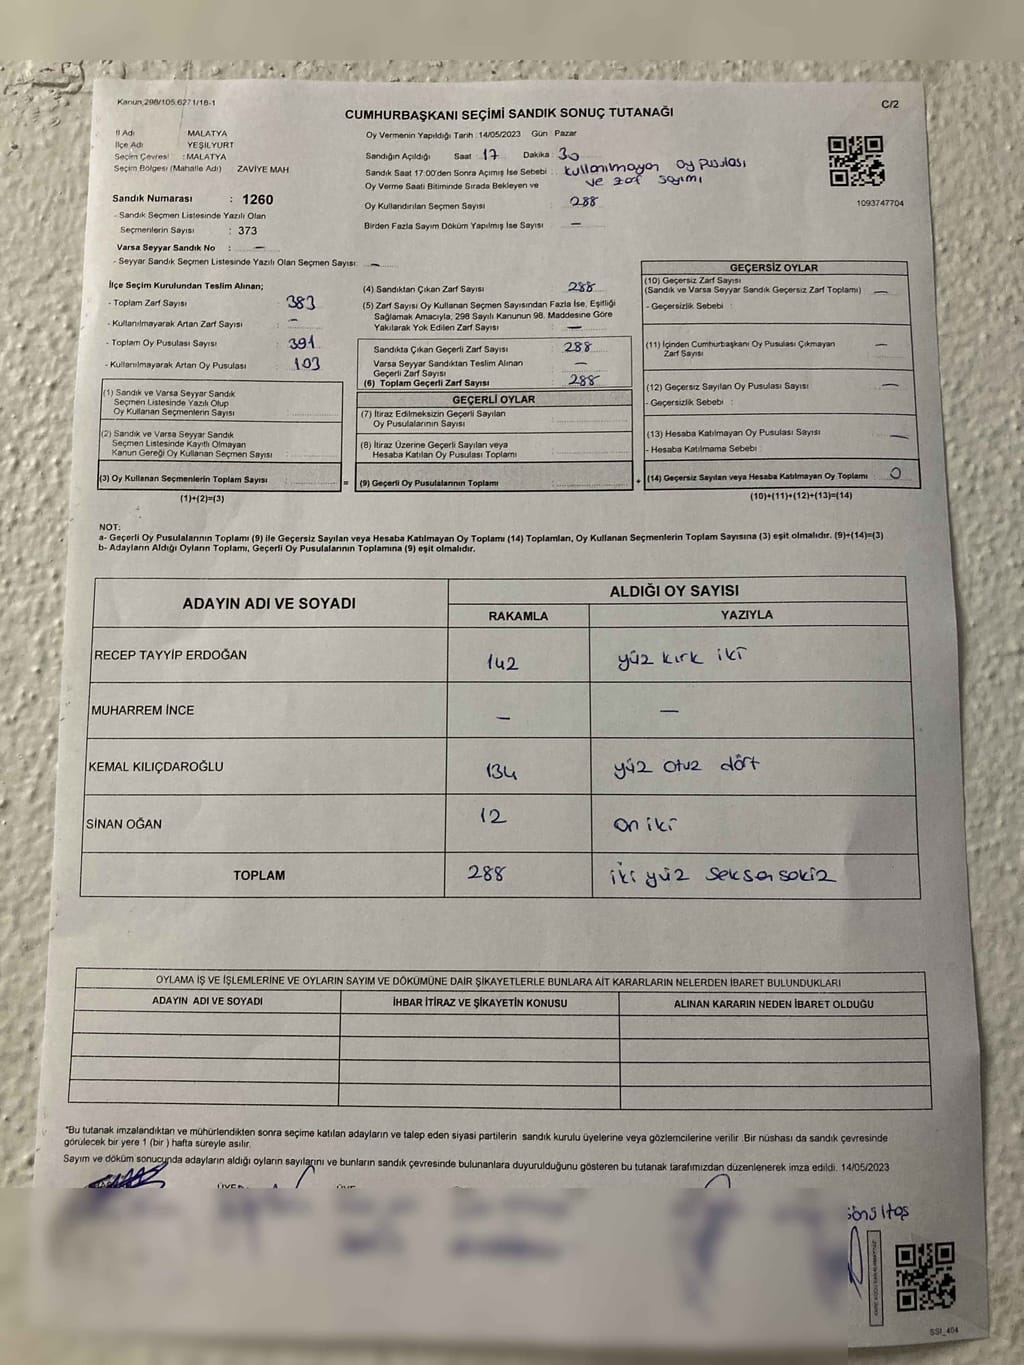 Kanun 298/105,6271/18-1
C/2
CUMHURBAŞKANI SEÇİMİ SANDIK SONUÇ TUTANAĞI
İl Adı MALATYA
İlçe Adı YEŞİLYURT
Seçim Çevresi : MALATYA
Seçim Bölgesi (Mahalle Adı) ZAVİYE MAH
Oy Vermenin Yapıldığı Tarih : 14/05/2023 Gün Pazar
Sandığın Açıldığı Saat 17 Dakika 30
Sandık Saat 17:00'den Sonra Açımış İse Sebebi : kullanılmayan oy pusulası
Oy Verme Saati Bitiminde Sırada Bekleyen ve ve zarf sayımı
Oy Kullandırılan Seçmen Sayısı : 288
Birden Fazla Sayım Döküm Yapılmış İse Sayısı : —
1093747704
Sandık Numarası : 1260
- Sandık Seçmen Listesinde Yazılı Olan
Seçmenlerin Sayısı : 373
Varsa Seyyar Sandık No : —
- Seyyar Sandık Seçmen Listesinde Yazılı Olan Seçmen Sayısı: —
İlçe Seçim Kurulundan Teslim Alınan;
- Toplam Zarf Sayısı : 383
- Kullanılmayarak Artan Zarf Sayısı : —
- Toplam Oy Pusulası Sayısı : 391
- Kullanılmayarak Artan Oy Pusulası : 103
(1) Sandık ve Varsa Seyyar Sandık
Seçmen Listesinde Yazılı Olup
Oy Kullanan Seçmenlerin Sayısı :
(2) Sandık ve Varsa Seyyar Sandık
Seçmen Listesinde Kayıtlı Olmayan
Kanun Gereği Oy Kullanan Seçmen Sayısı :
(3) Oy Kullanan Seçmenlerin Toplam Sayısı :
(1)+(2)=(3)
(4) Sandıktan Çıkan Zarf Sayısı : 288
(5) Zarf Sayısı Oy Kullanan Seçmen Sayısından Fazla İse, Eşitliği
Sağlamak Amacıyla, 298 Sayılı Kanunun 98. Maddesine Göre
Yakılarak Yok Edilen Zarf Sayısı : —
Sandıkta Çıkan Geçerli Zarf Sayısı : 288
Varsa Seyyar Sandıktan Teslim Alınan
Geçerli Zarf Sayısı : —
(6) Toplam Geçerli Zarf Sayısı : 288
GEÇERLİ OYLAR
(7) İtiraz Edilmeksizin Geçerli Sayılan
Oy Pusulalarının Sayısı :
(8) İtiraz Üzerine Geçerli Sayılan veya
Hesaba Katılan Oy Pusulası Toplamı :
= (9) Geçerli Oy Pusulalarının Toplamı :
GEÇERSİZ OYLAR
(10) Geçersiz Zarf Sayısı :
(Sandık ve Varsa Seyyar Sandık Geçersiz Zarf Toplamı) —
- Geçersizlik Sebebi :
(11) İçinden Cumhurbaşkanı Oy Pusulası Çıkmayan
Zarf Sayısı —
(12) Geçersiz Sayılan Oy Pusulası Sayısı : —
- Geçersizlik Sebebi :
(13) Hesaba Katılmayan Oy Pusulası Sayısı : —
- Hesaba Katılmama Sebebi :
+ (14) Geçersiz Sayılan veya Hesaba Katılmayan Oy Toplamı : 0
(10)+(11)+(12)+(13)=(14)
NOT:
a- Geçerli Oy Pusulalarının Toplamı (9) ile Geçersiz Sayılan veya Hesaba Katılmayan Oy Toplamı (14) Toplamları, Oy Kullanan Seçmenlerin Toplam Sayısına (3) eşit olmalıdır. (9)+(14)=(3)
b- Adayların Aldığı Oyların Toplamı, Geçerli Oy Pusulalarının Toplamına (9) eşit olmalıdır.
ADAYIN ADI VE SOYADI
ALDIĞI OY SAYISI
RAKAMLA YAZIYLA
RECEP TAYYİP ERDOĞAN 142 yüz kırk iki
MUHARREM İNCE — —
KEMAL KILIÇDAROĞLU 134 yüz otuz dört
SİNAN OĞAN 12 on iki
TOPLAM 288 iki yüz seksen sekiz
OYLAMA İŞ VE İŞLEMLERİNE VE OYLARIN SAYIM VE DÖKÜMÜNE DAİR ŞİKAYETLERLE BUNLARA AİT KARARLARIN NELERDEN İBARET BULUNDUKLARI
ADAYIN ADI VE SOYADI İHBAR İTİRAZ VE ŞİKAYETİN KONUSU ALINAN KARARIN NEDEN İBARET OLDUĞU
*Bu tutanak imzalandıktan ve mühürlendikten sonra seçime katılan adayların ve talep eden siyasi partilerin sandık kurulu üyelerine veya gözlemcilerine verilir .Bir nüshası da sandık çevresinde
görülecek bir yere 1 (bir ) hafta süreyle asılır.
Sayım ve döküm sonucunda adayların aldığı oyların sayılarını ve bunların sandık çevresinde bulunanlara duyurulduğunu gösteren bu tutanak tarafımızdan düzenlenerek imza edildi. 14/05/2023
SSI_404